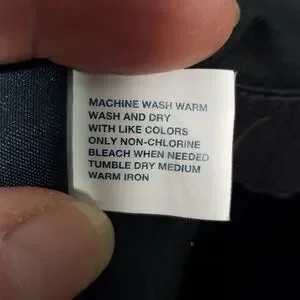 MACHINE WASH WARM
WASH AND DRY
WITH LIKE COLORS
ONLY NON-CHLORINE
BLEACH WHEN NEEDED
TUMBLE DRY MEDIUM
WARM IRON